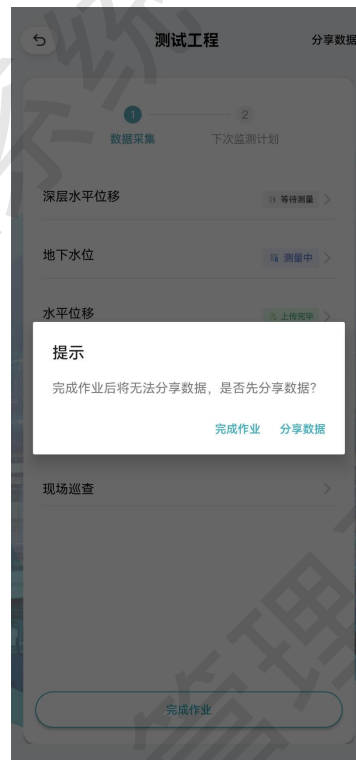 测试工程
分享数据
1
2
数据采集
下次监测计划
深层水平位移
等待测量
地下水位
测量中
水平位移
上传完毕
提示
完成作业后将无法分享数据，是否先分享数据？
完成作业
分享数据
现场巡查
完成作业
系统
管理